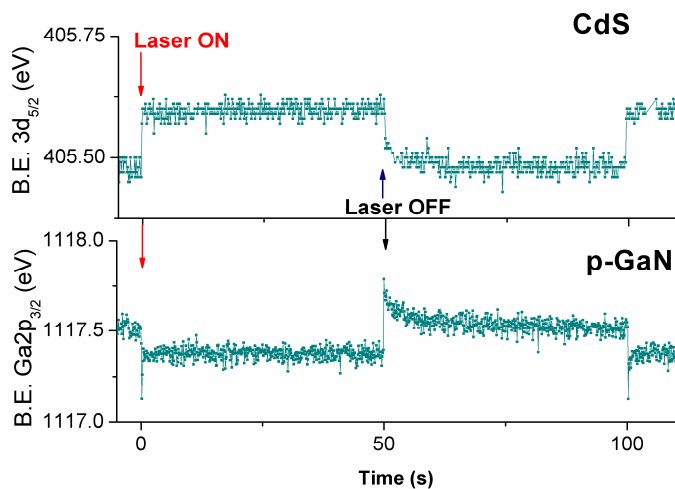 CdS
405.75
Laser ON
B.E. 3d5/2 (eV)
405.50
Laser OFF
1118.0
p-GaN
B.E. Ga2p3/2 (eV)
1117.5
1117.0
0 50 100
Time (s)